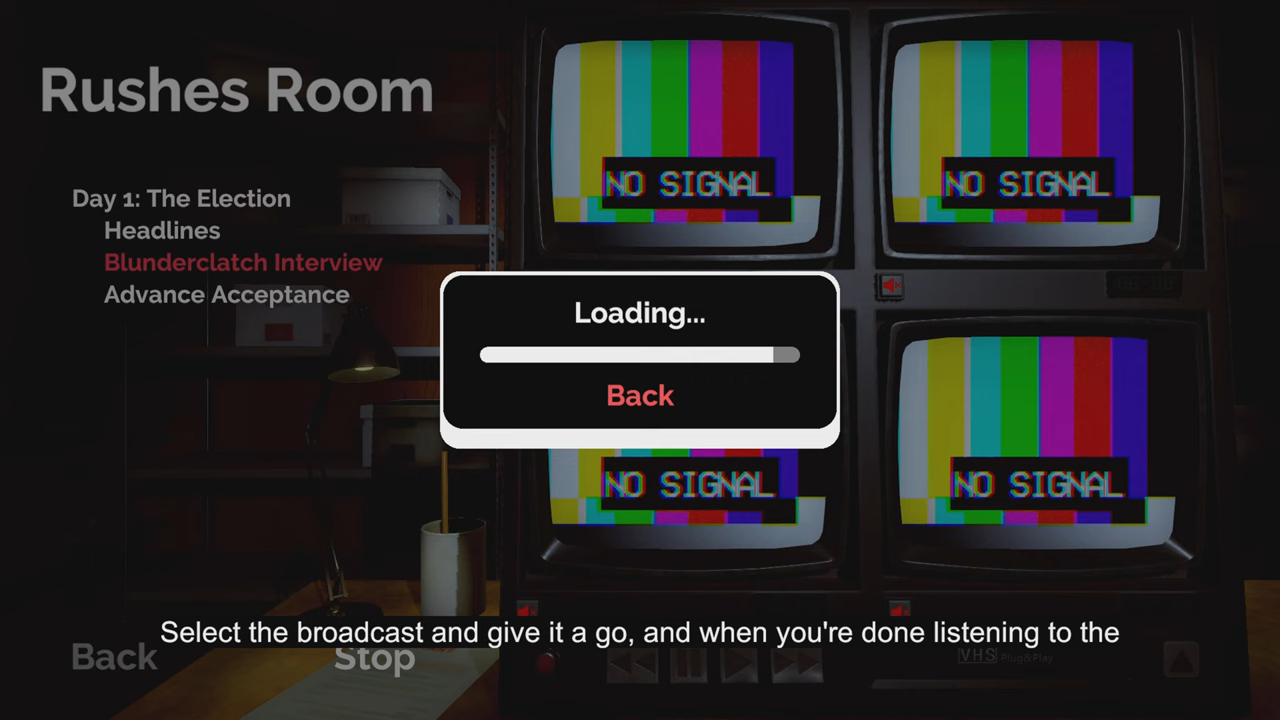 Rushes Room
NO SIGNAL
NO SIGNAL
Day 1: The Election
Headlines
Blunderclatch Interview
Advance Acceptance
Loading...
Back
NO SIGNAL
NO SIGNAL
Select the broadcast and give it a go, and when you're done listening to the
Back
Stop
VHS Plug&Play